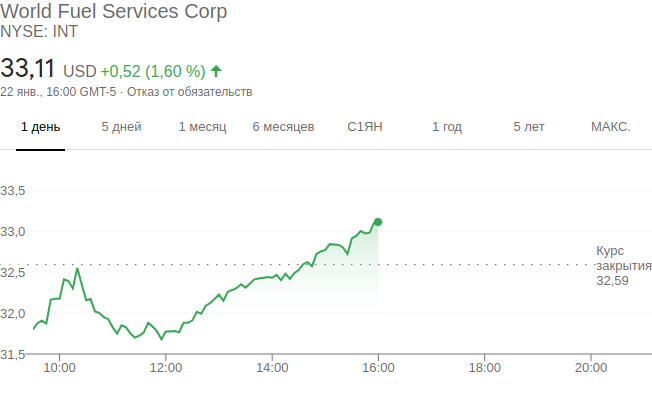 World Fuel Services Corp
NYSE: INT
33,11 USD +0,52 (1,60 %)
22 янв., 16:00 GMT-5 · Отказ от обязательств
1 день 5 дней 1 месяц 6 месяцев С1ЯН 1 год 5 лет МАКС.
33,5
33,0
Курс
закрытия
32,59
32,5
32,0
31,5
10:00 12:00 14:00 16:00 18:00 20:00